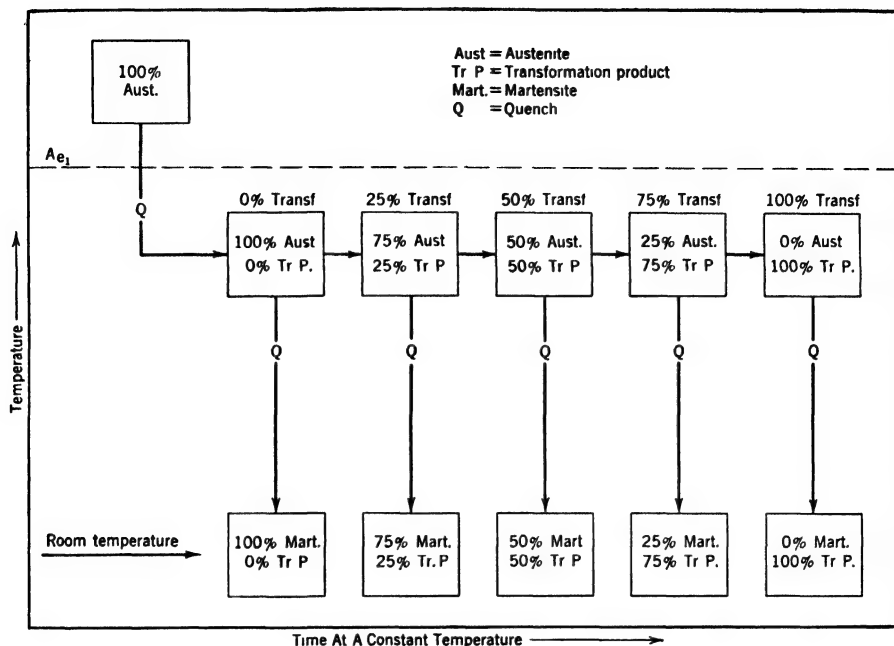 100%
Aust.
Aust = Austenite
Tr P = Transformation product
Mart. = Martensite
Q = Quench
Ae₁
Q
0% Transf
25% Transf
50% Transf
75% Transf
100% Transf
100% Aust
0% Tr P.
75% Aust
25% Tr P
50% Aust.
50% Tr P
25% Aust.
75% Tr P
0% Aust
100% Tr P.
Q
Q
Q
Q
Q
Temperature
Room temperature
100% Mart.
0% Tr P
75% Mart.
25% Tr. P
50% Mart
50% Tr P
25% Mart.
75% Tr P.
0% Mart.
100% Tr P.
Time At A Constant Temperature